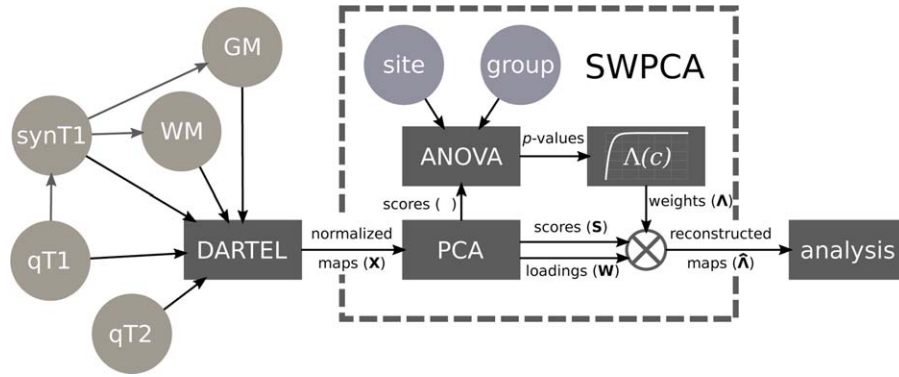 GM
site
group
SWPCA
synT1
WM
ANOVA
p-values
Λ(c)
scores ( )
weights (Λ)
qT1
DARTEL
normalized
maps (X)
PCA
scores (S)
loadings (W)
reconstructed
maps (Λ̂)
analysis
qT2